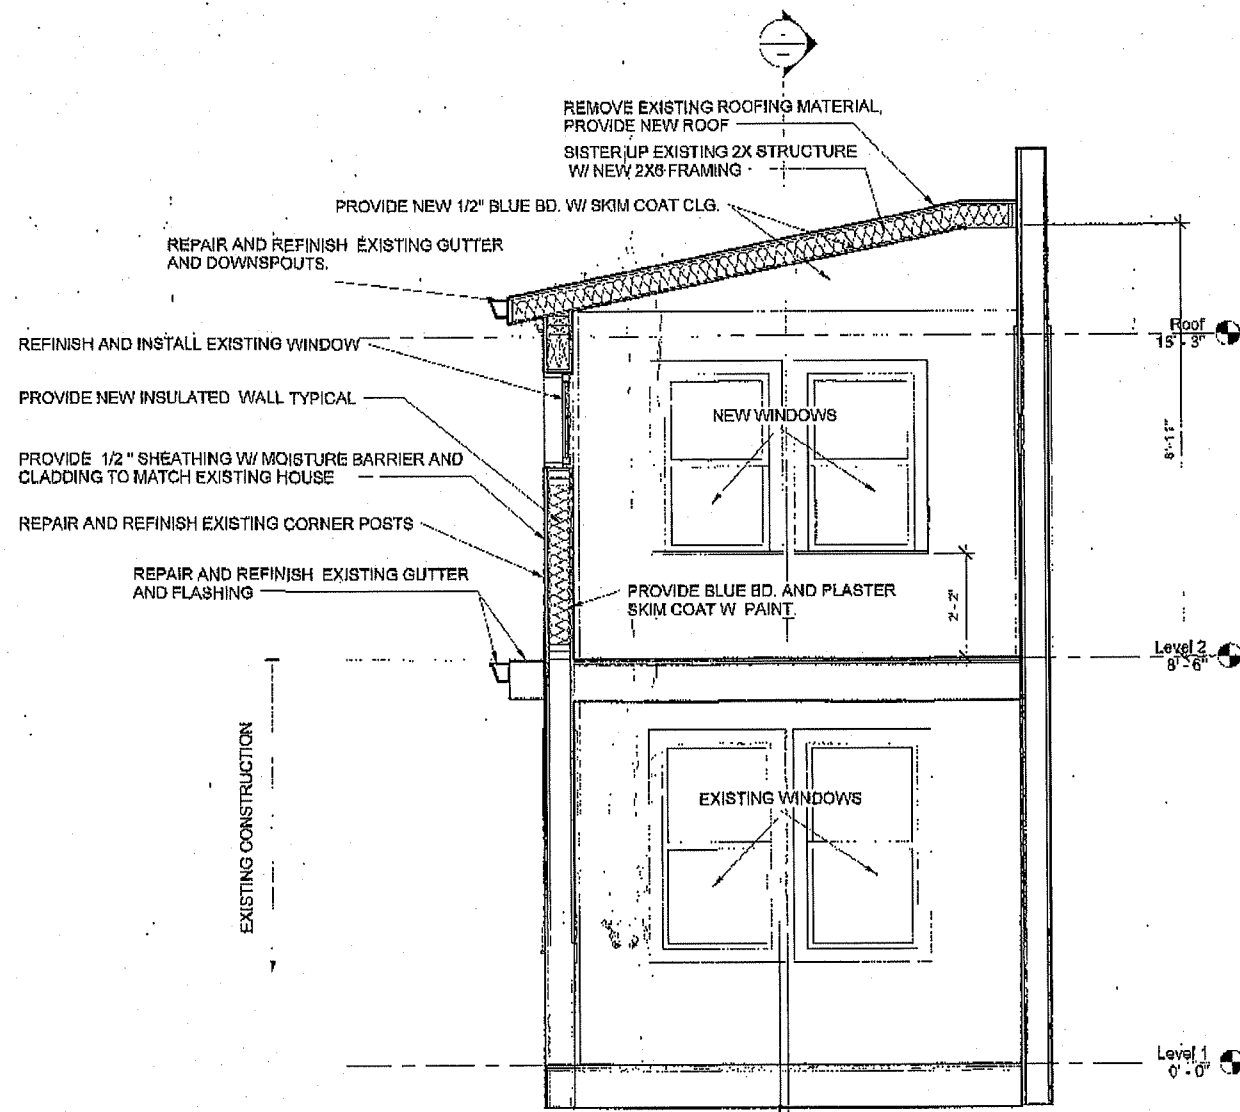 REMOVE EXISTING ROOFING MATERIAL,
PROVIDE NEW ROOF
SISTER UP EXISTING 2X STRUCTURE
W/ NEW 2X6 FRAMING
PROVIDE NEW 1/2" BLUE BD. W/ SKIM COAT CLG.
REPAIR AND REFINISH EXISTING GUTTER
AND DOWNSPOUTS.
Roof
REFINISH AND INSTALL EXISTING WINDOW
PROVIDE NEW INSULATED WALL TYPICAL
NEW WINDOWS
PROVIDE 1/2" SHEATHING W/ MOISTURE BARRIER AND
CLADDING TO MATCH EXISTING HOUSE
REPAIR AND REFINISH EXISTING CORNER POSTS
REPAIR AND REFINISH EXISTING GUTTER
AND FLASHING
PROVIDE BLUE BD. AND PLASTER
SKIM COAT W PAINT.
2'-2"
Level 2
8'-6"
EXISTING CONSTRUCTION
EXISTING WINDOWS
Level 1
0'-0"